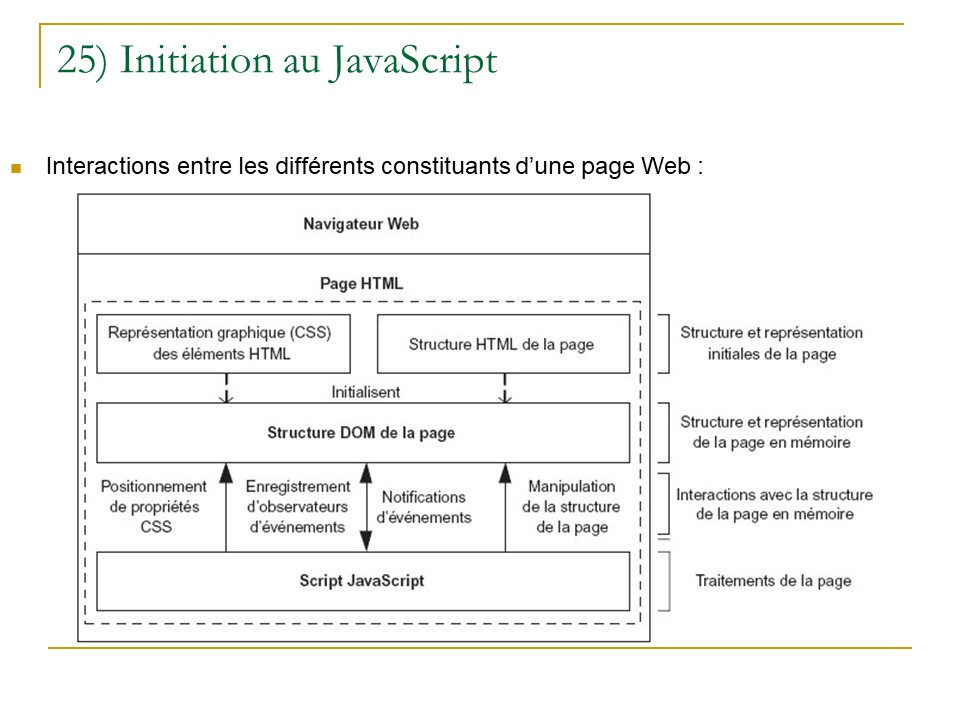 25) Initiation au JavaScript
Interactions entre les différents constituants d’une page Web :
Navigateur Web
Page HTML
Représentation graphique (CSS)
des éléments HTML
Structure HTML de la page
Structure et représentation
initiales de la page
Initialisent
Structure DOM de la page
Structure et représentation
de la page en mémoire
Positionnement
de propriétés
CSS
Enregistrement
d’observateurs
d’événements
Notifications
d’événements
Manipulation
de la structure
de la page
Interactions avec la structure
de la page en mémoire
Script JavaScript
Traitements de la page